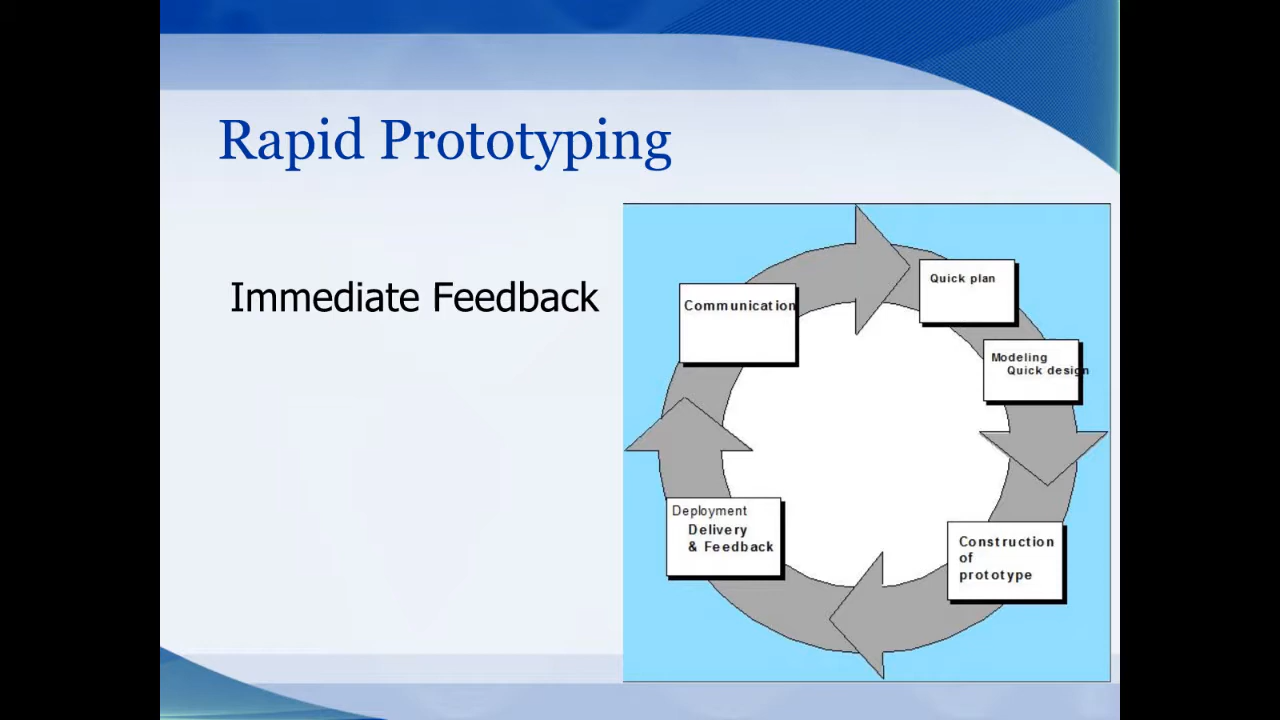 Rapid Prototyping
Immediate Feedback
Communication
Quick plan
Modeling
Quick design
Construction
of
prototype
Deployment
Delivery
& Feedback